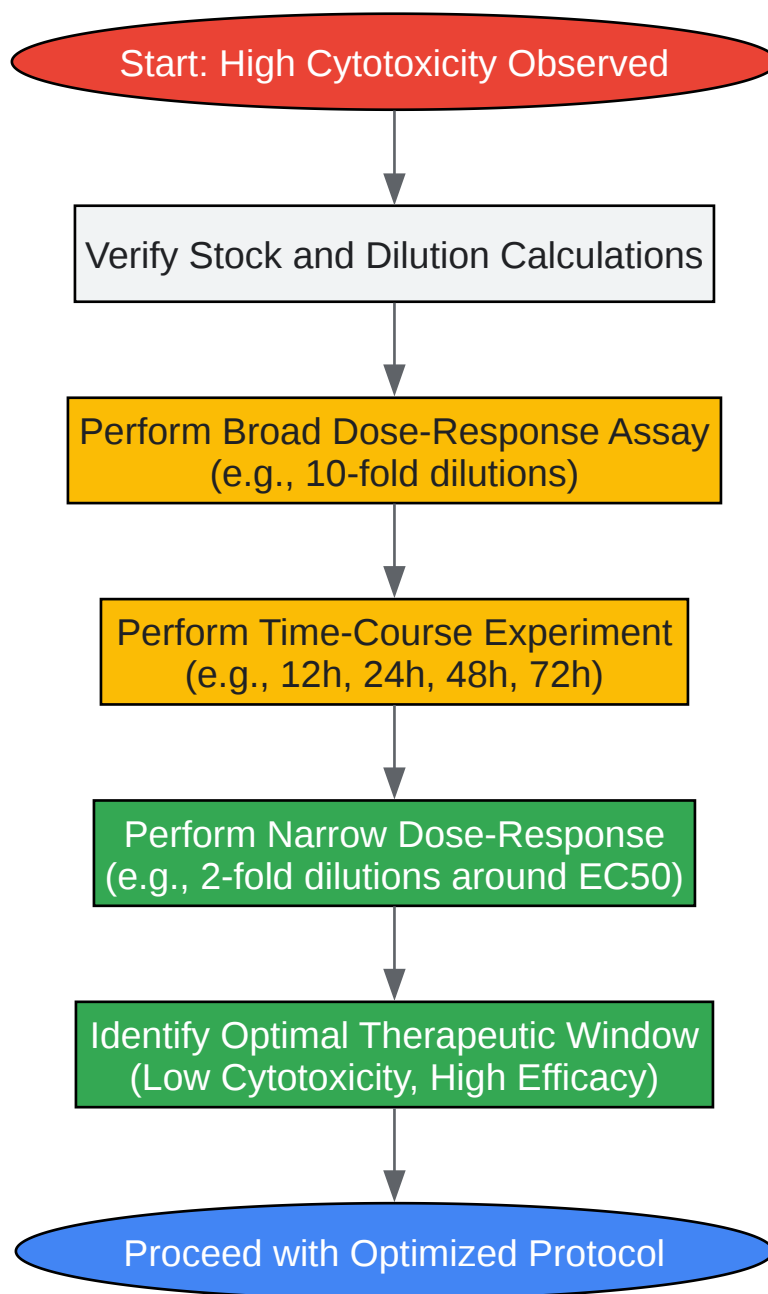 Start: High Cytotoxicity Observed
Verify Stock and Dilution Calculations
Perform Broad Dose-Response Assay
(e.g., 10-fold dilutions)
Perform Time-Course Experiment
(e.g., 12h, 24h, 48h, 72h)
Perform Narrow Dose-Response
(e.g., 2-fold dilutions around EC50)
Identify Optimal Therapeutic Window
(Low Cytotoxicity, High Efficacy)
Proceed with Optimized Protocol